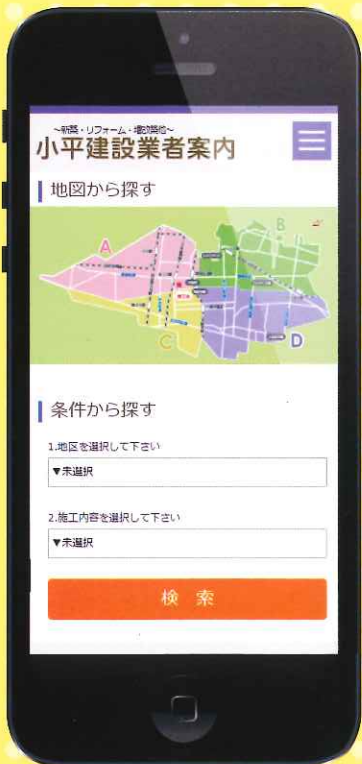 ~新築・リフォーム・増改築他~
小平建設業者案内
地図から探す
A
B
C
D
条件から探す
1.地区を選択して下さい
▼未選択
2.施工内容を選択して下さい
▼未選択
検 索